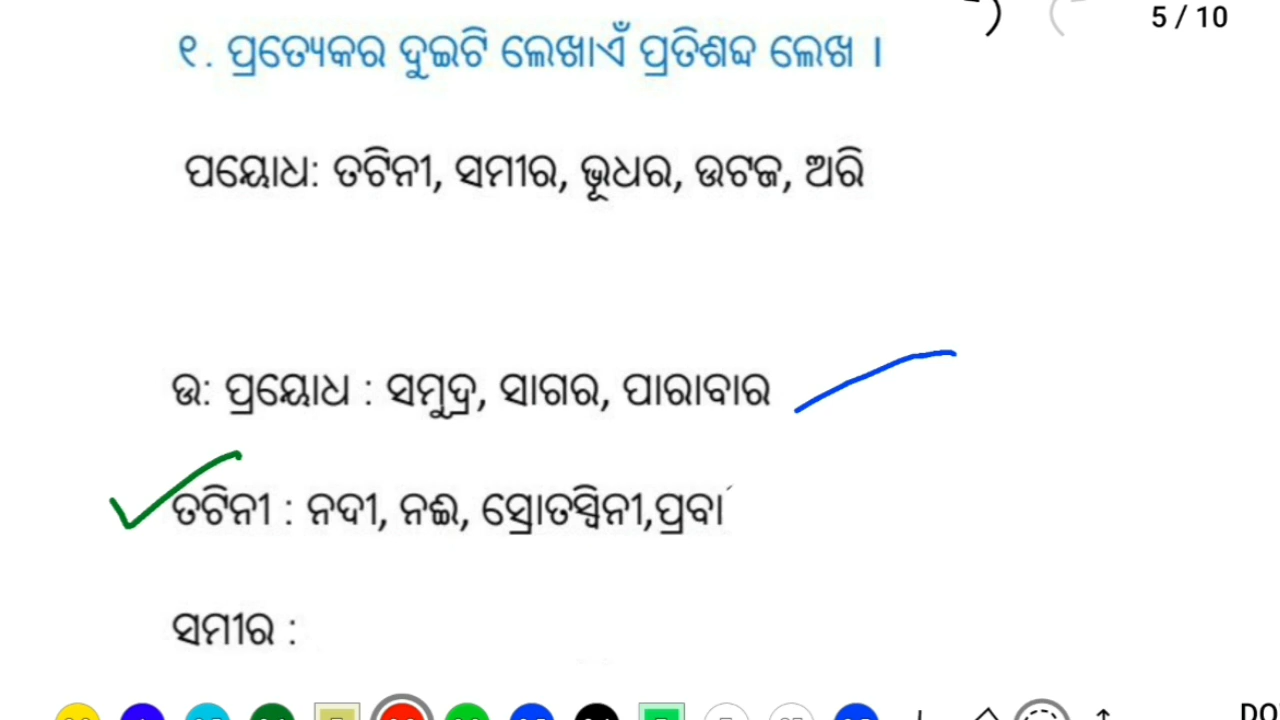 5 / 10
୧. ପ୍ରତ୍ୟେକର ଦୁଇଟି ଲେଖାଏଁ ପ୍ରତିଶବ୍ଦ ଲେଖ ।
ପୟୋଧ: ତଟିନୀ, ସମୀର, ଭୂଧର, ଉଟଜ, ଅରି
ଉ: ପ୍ରୟୋଧ : ସମୁଦ୍ର, ସାଗର, ପାରାବାର
ତଟିନୀ : ନଦୀ, ନଈ, ସ୍ରୋତସ୍ୱିନୀ,ପ୍ରବା
ସମୀର :